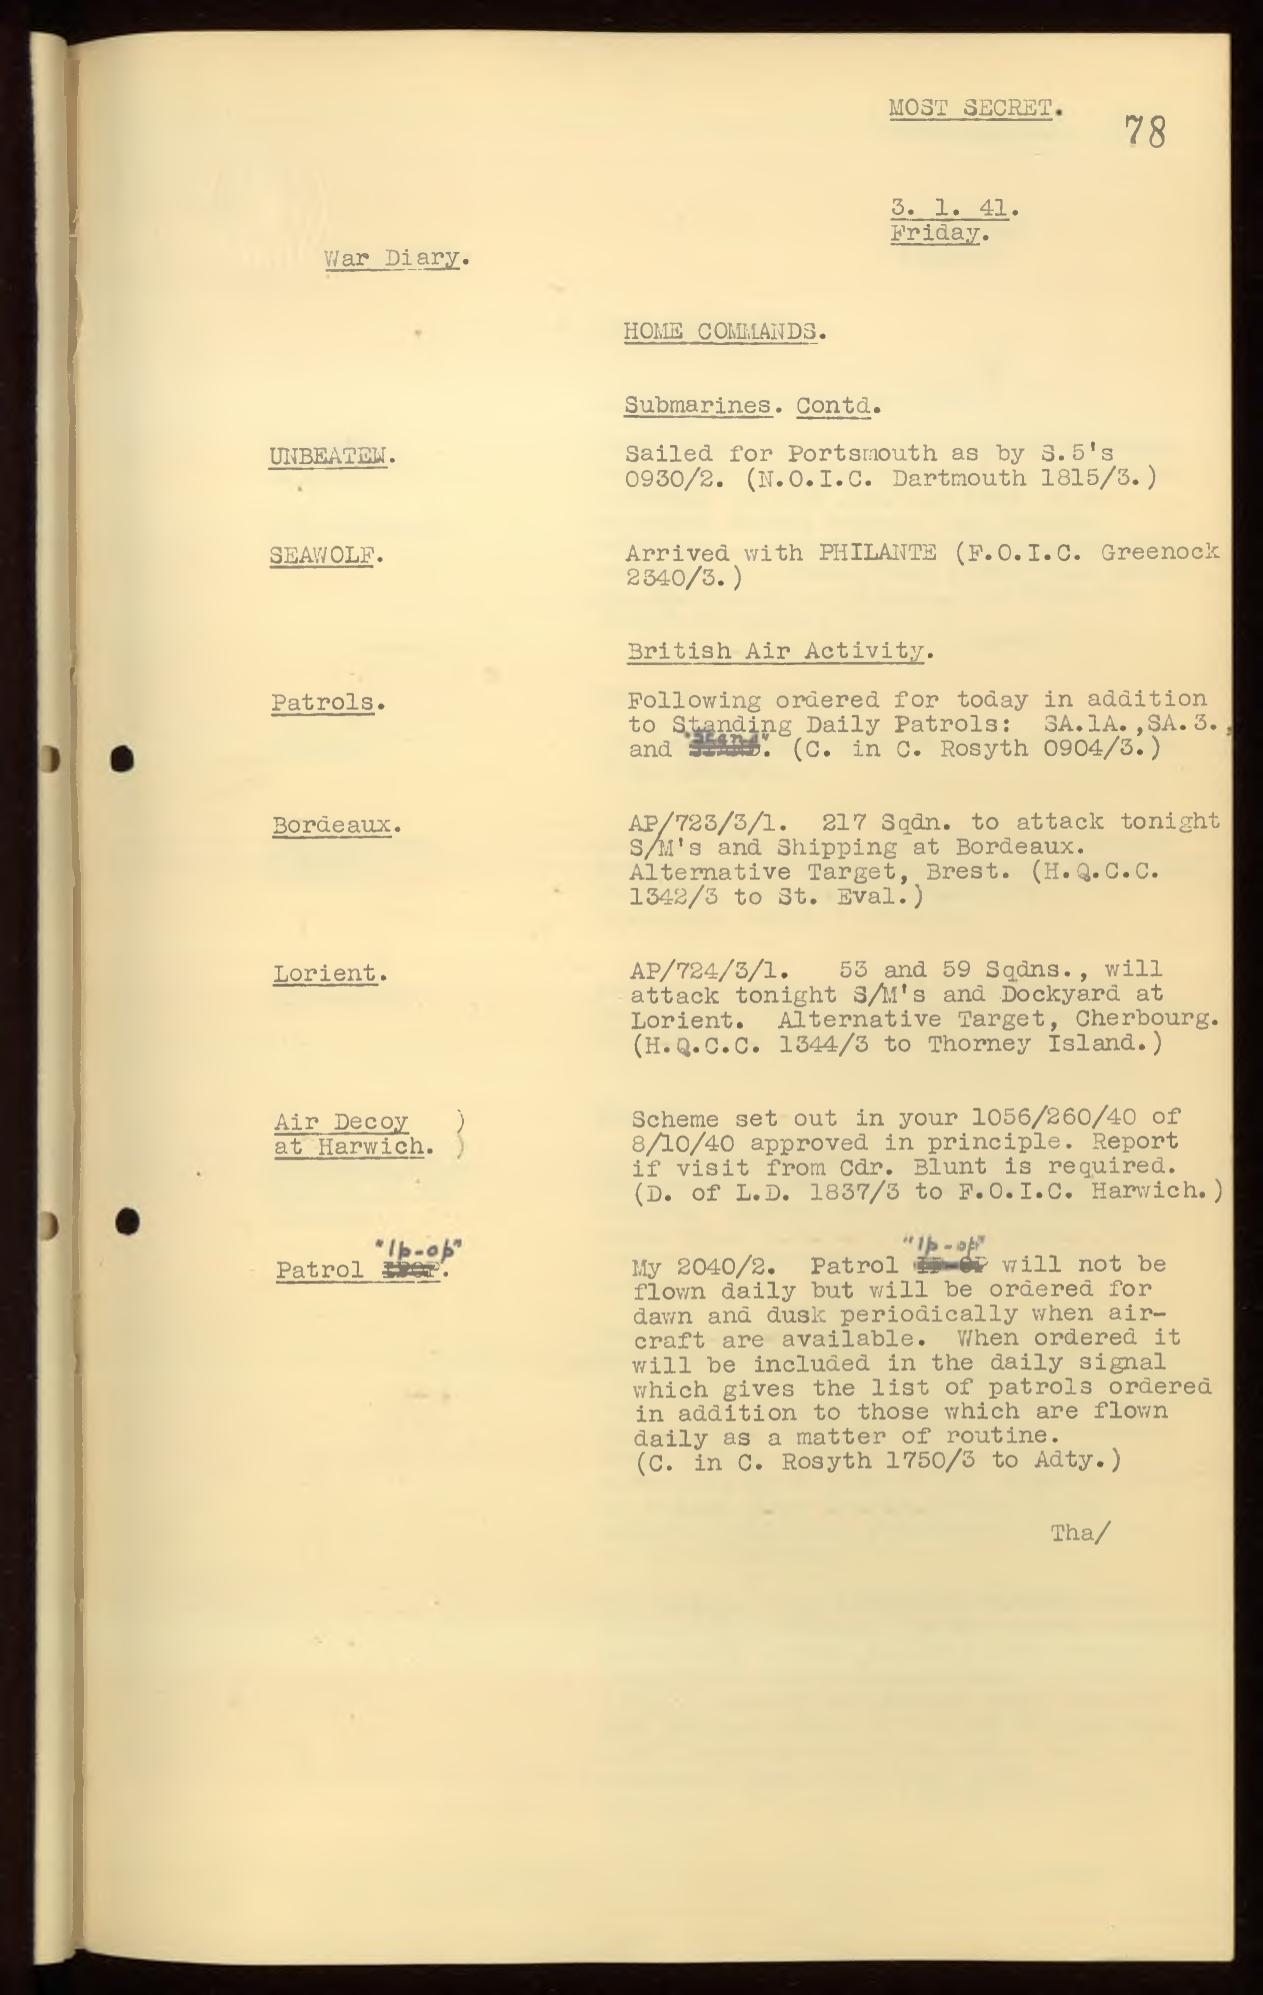 MOST SECRET.
78
3. 1. 41.
Friday.
War Diary.
HOME COMMANDS.
Submarines. Contd.
UNBEATEN.
Sailed for Portsmouth as by S.5's
0930/2. (N.O.I.C. Dartmouth 1815/3.)
SEAWOLF.
Arrived with PHILANTE (F.O.I.C. Greenock
2340/3.)
British Air Activity.
Patrols.
Following ordered for today in addition
to Standing Daily Patrols: SA.1A.,SA.3.,
and . (C. in C. Rosyth 0904/3.)
Bordeaux.
AP/723/3/1. 217 Sqdn. to attack tonight
S/M's and Shipping at Bordeaux.
Alternative Target, Brest. (H.Q.C.C.
1342/3 to St. Eval.)
Lorient.
AP/724/3/1. 53 and 59 Sqdns., will
attack tonight S/M's and Dockyard at
Lorient. Alternative Target, Cherbourg.
(H.Q.C.C. 1344/3 to Thorney Island.)
Air Decoy )
at Harwich. )
Scheme set out in your 1056/260/40 of
8/10/40 approved in principle. Report
if visit from Cdr. Blunt is required.
(D. of L.D. 1837/3 to F.O.I.C. Harwich.)
Patrol "Ip-op".
My 2040/2. Patrol "Ip-op" will not be
flown daily but will be ordered for
dawn and dusk periodically when air-
craft are available. When ordered it
will be included in the daily signal
which gives the list of patrols ordered
in addition to those which are flown
daily as a matter of routine.
(C. in C. Rosyth 1750/3 to Adty.)
Tha/